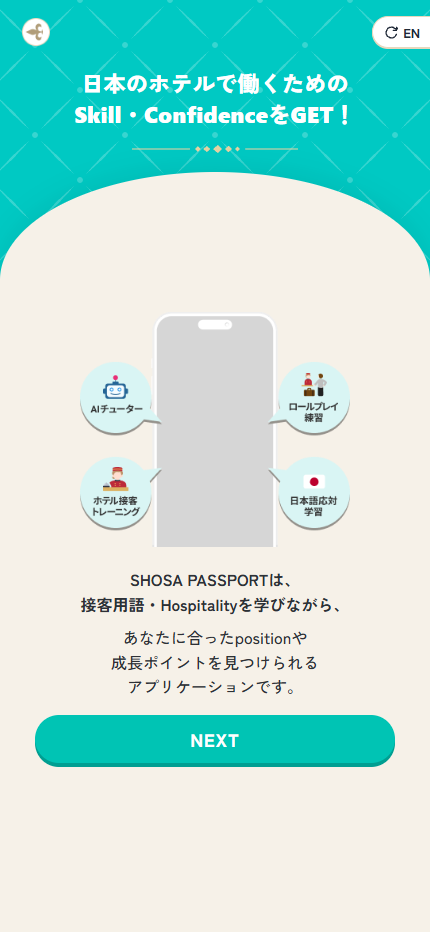 EN
日本のホテルで働くための
Skill・ConfidenceをGET！
AIチューター
ロールプレイ
練習
ホテル接客
トレーニング
日本語応対
学習
SHOSA PASSPORTは、
接客用語・Hospitalityを学びながら、
あなたに合ったpositionや
成長ポイントを見つけられる
アプリケーションです。
NEXT